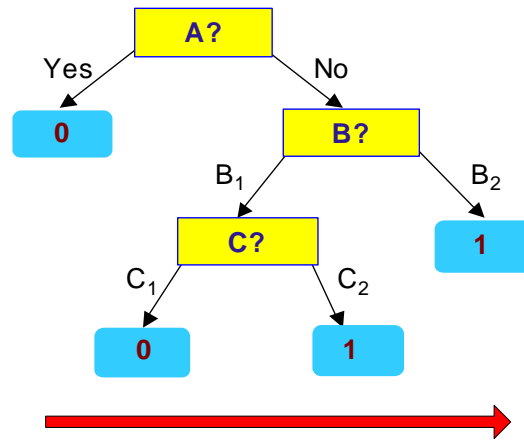 A?
Yes No
0 B?
B₁ B₂
C? 1
C₁ C₂
0 1